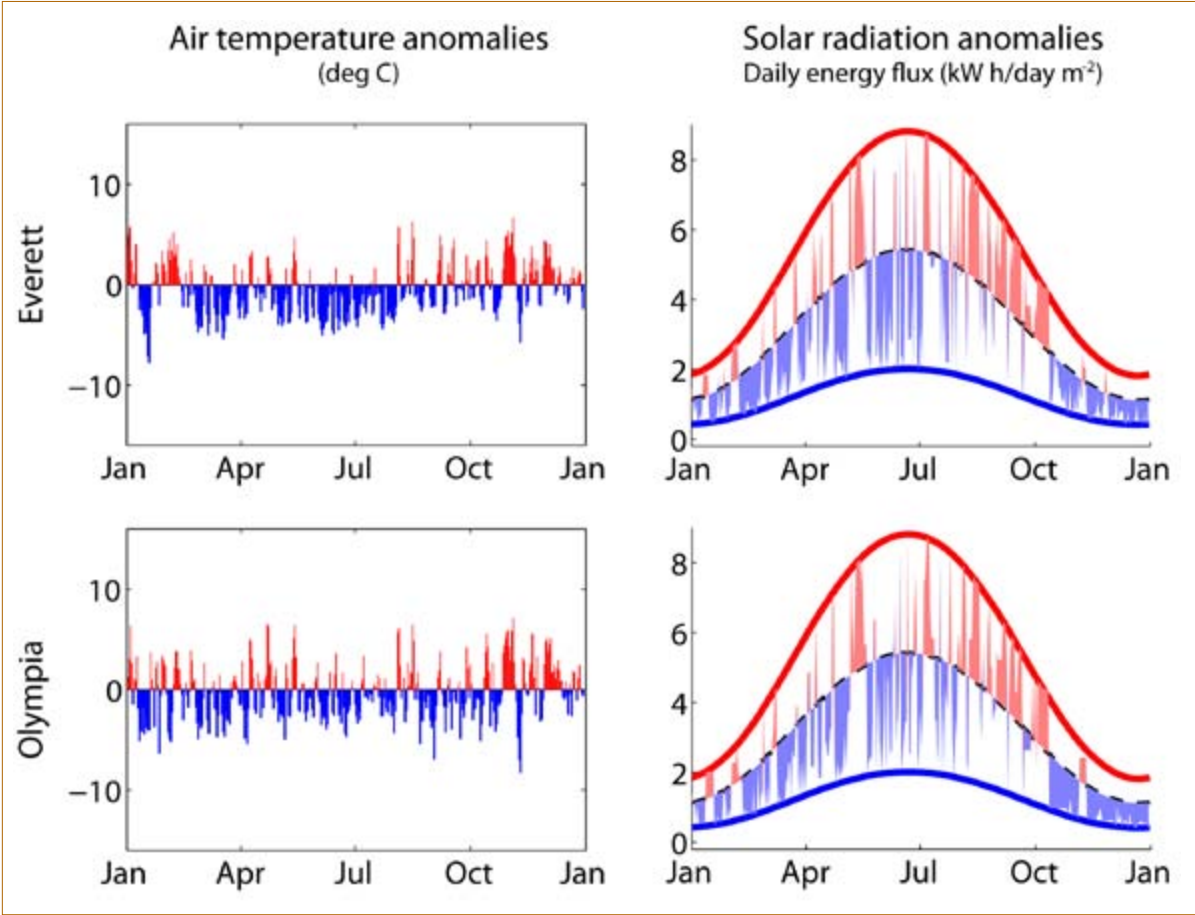 Air temperature anomalies
(deg C)
Solar radiation anomalies
Daily energy flux (kW h/day m-2)
Everett
10
0
−10
Jan Apr Jul Oct Jan
8
6
4
2
0
Jan Apr Jul Oct Jan
Olympia
10
0
−10
Jan Apr Jul Oct Jan
8
6
4
2
0
Jan Apr Jul Oct Jan